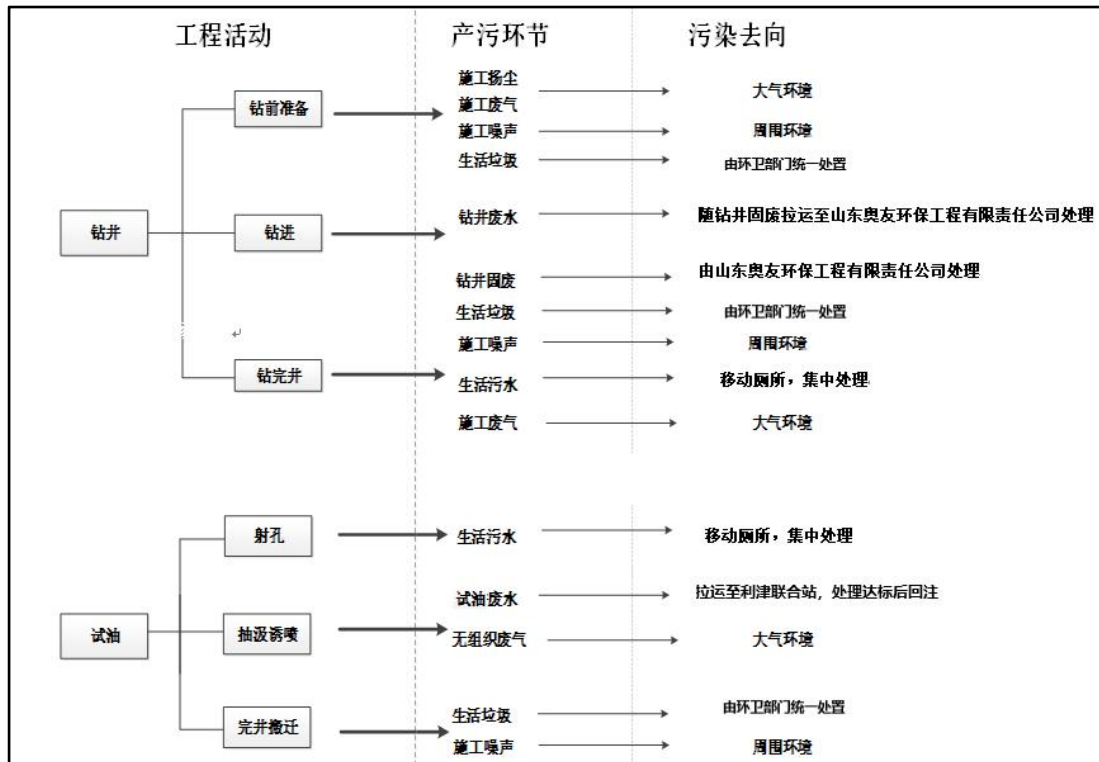 工程活动 产污环节 污染去向
施工扬尘
钻前准备 大气环境
施工废气
施工噪声 周围环境
生活垃圾 由环卫部门统一处置
钻井 钻进 钻井废水 随钻井固废拉运至山东奥友环保工程有限责任公司处理
钻井固废 由山东奥友环保工程有限责任公司处理
生活垃圾 由环卫部门统一处置
施工噪声 周围环境
钻完井 生活污水 移动厕所，集中处理
施工废气 大气环境
射孔 生活污水 移动厕所，集中处理
试油废水 拉运至利津联合站，处理达标后回注
试油 抽汲诱喷 无组织废气 大气环境
生活垃圾 由环卫部门统一处置
完井搬迁
施工噪声 周围环境